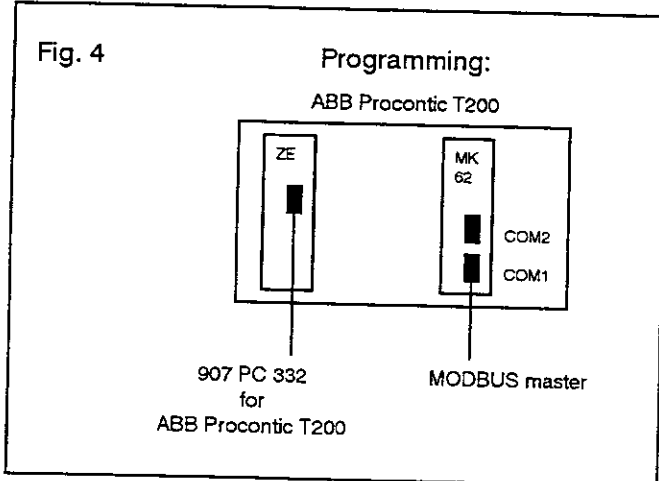 Fig. 4
Programming:
ABB Procontic T200
ZE
MK
62
COM2
COM1
907 PC 332
for
ABB Procontic T200
MODBUS master